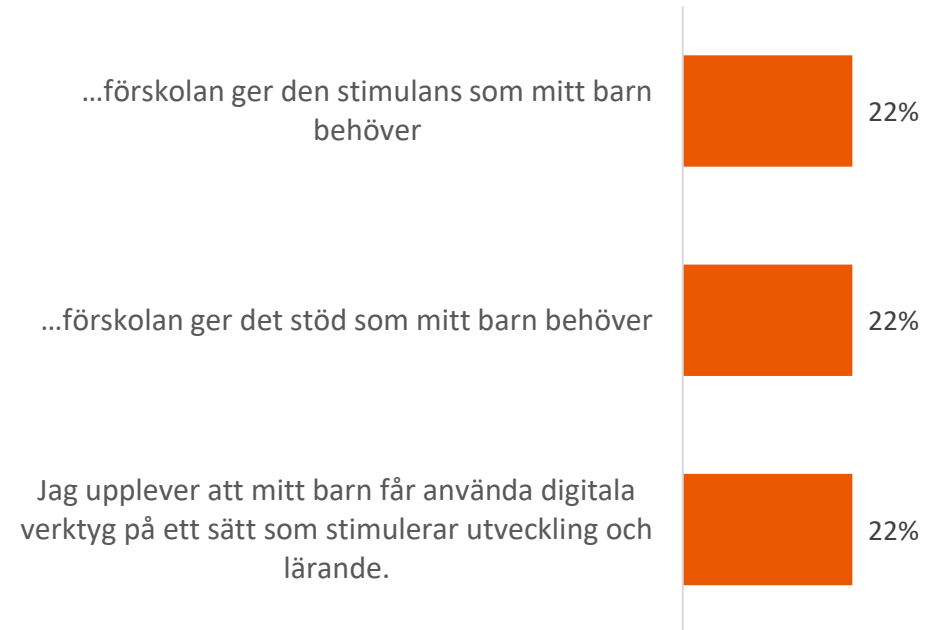 …förskolan ger den stimulans som mitt barn
behöver
22%
…förskolan ger det stöd som mitt barn behöver
22%
Jag upplever att mitt barn får använda digitala
verktyg på ett sätt som stimulerar utveckling och
lärande.
22%